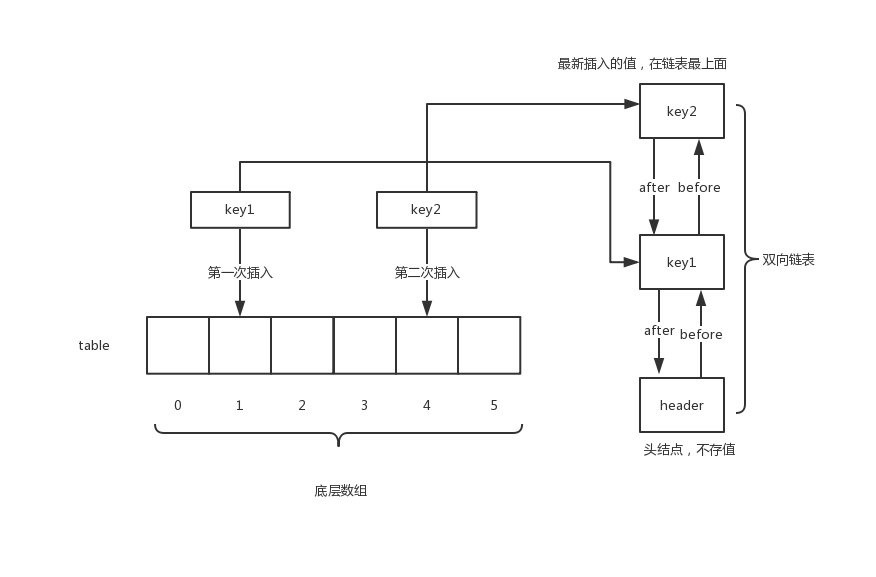 最新插入的值，在链表最上面
key2
after before
key1 key2
key1
双向链表
第一次插入 第二次插入
after before
table
0 1 2 3 4 5
header
头结点，不存值
底层数组